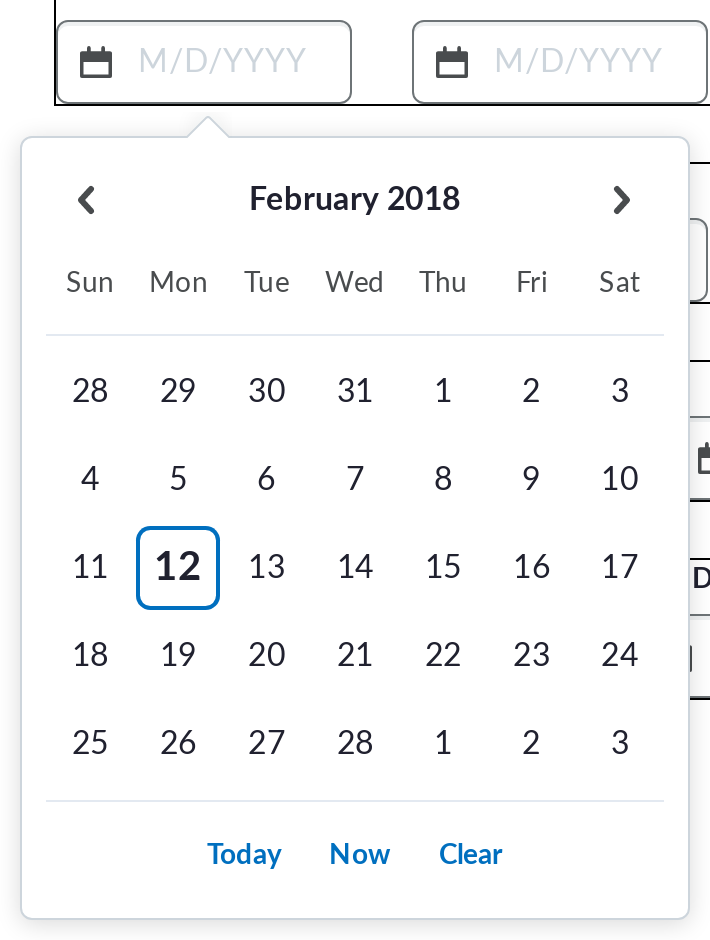 M/D/YYYY M/D/YYYY
February 2018
Sun Mon Tue Wed Thu Fri Sat
28 29 30 31 1 2 3
4 5 6 7 8 9 10
11 12 13 14 15 16 17
D
18 19 20 21 22 23 24
25 26 27 28 1 2 3
Today Now Clear